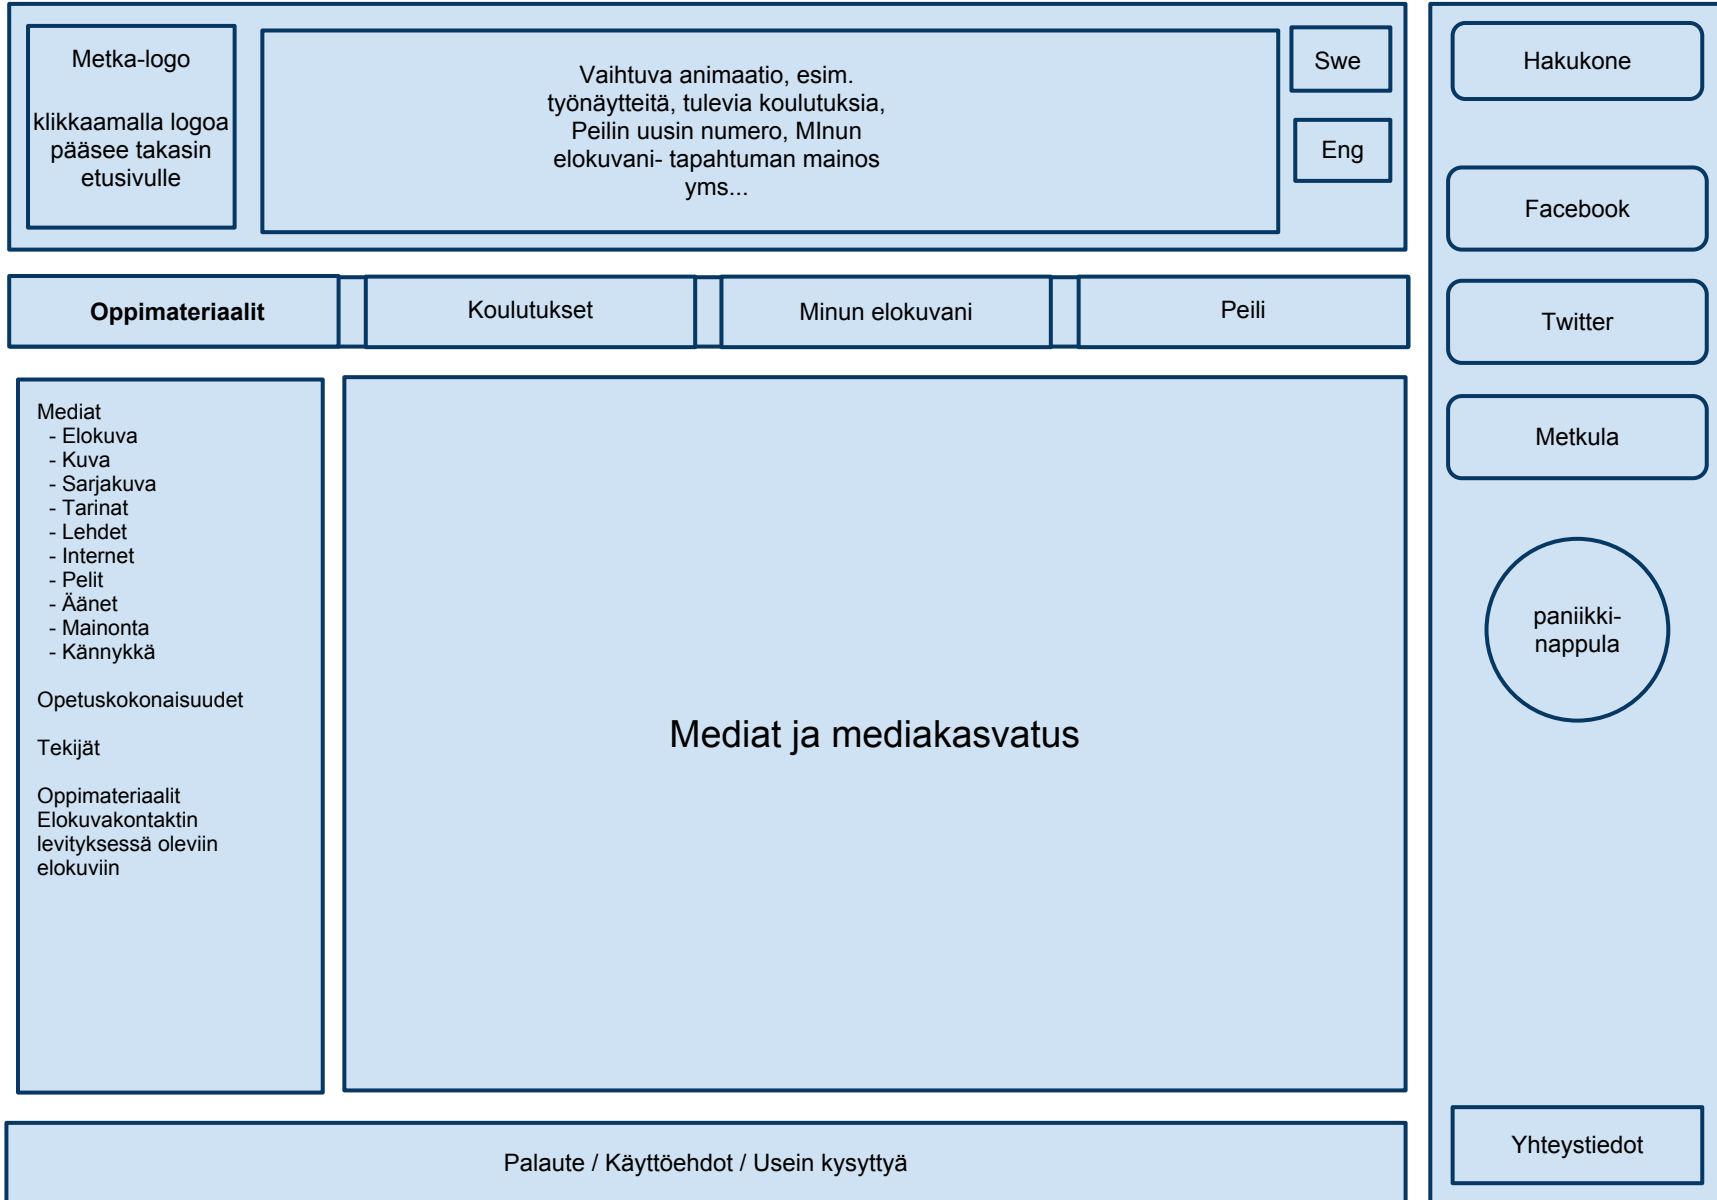 Metka-logo
klikkaamalla logoa
pääsee takasin
etusivulle
Vaihtuva animaatio, esim.
työnäytteitä, tulevia koulutuksia,
Peilin uusin numero, MInun
elokuvani- tapahtuman mainos
yms...
Swe
Eng
Hakukone
Facebook
Twitter
Metkula
paniikki-
nappula
Yhteystiedot
Oppimateriaalit
Koulutukset
Minun elokuvani
Peili
Mediat
- Elokuva
- Kuva
- Sarjakuva
- Tarinat
- Lehdet
- Internet
- Pelit
- Äänet
- Mainonta
- Kännykkä
Opetuskokonaisuudet
Tekijät
Oppimateriaalit
Elokuvakontaktin
levityksessä oleviin
elokuviin
Mediat ja mediakasvatus
Palaute / Käyttöehdot / Usein kysyttyä